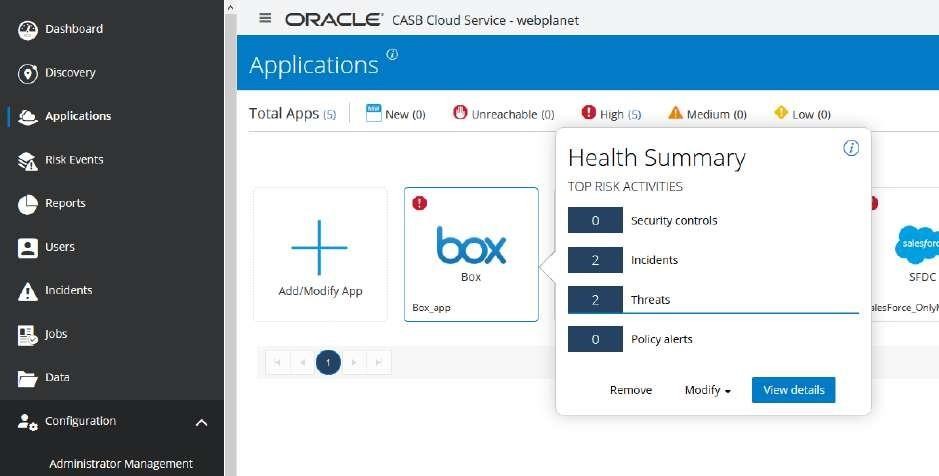 Dashboard
Discovery
Applications
Risk Events
Reports
Users
Incidents
Jobs
Data
Configuration
Administrator Management
ORACLE® CASB Cloud Service - webplanet
Applications
Total Apps (5) New (0) Unreachable (0) High (5) Medium (0) Low (0)
Add/Modify App
box
Box
Box_app
Health Summary
TOP RISK ACTIVITIES
0 Security controls
2 Incidents
2 Threats
0 Policy alerts
Remove Modify View details
salesforc
SFDC
alesForce_Onlyl
1